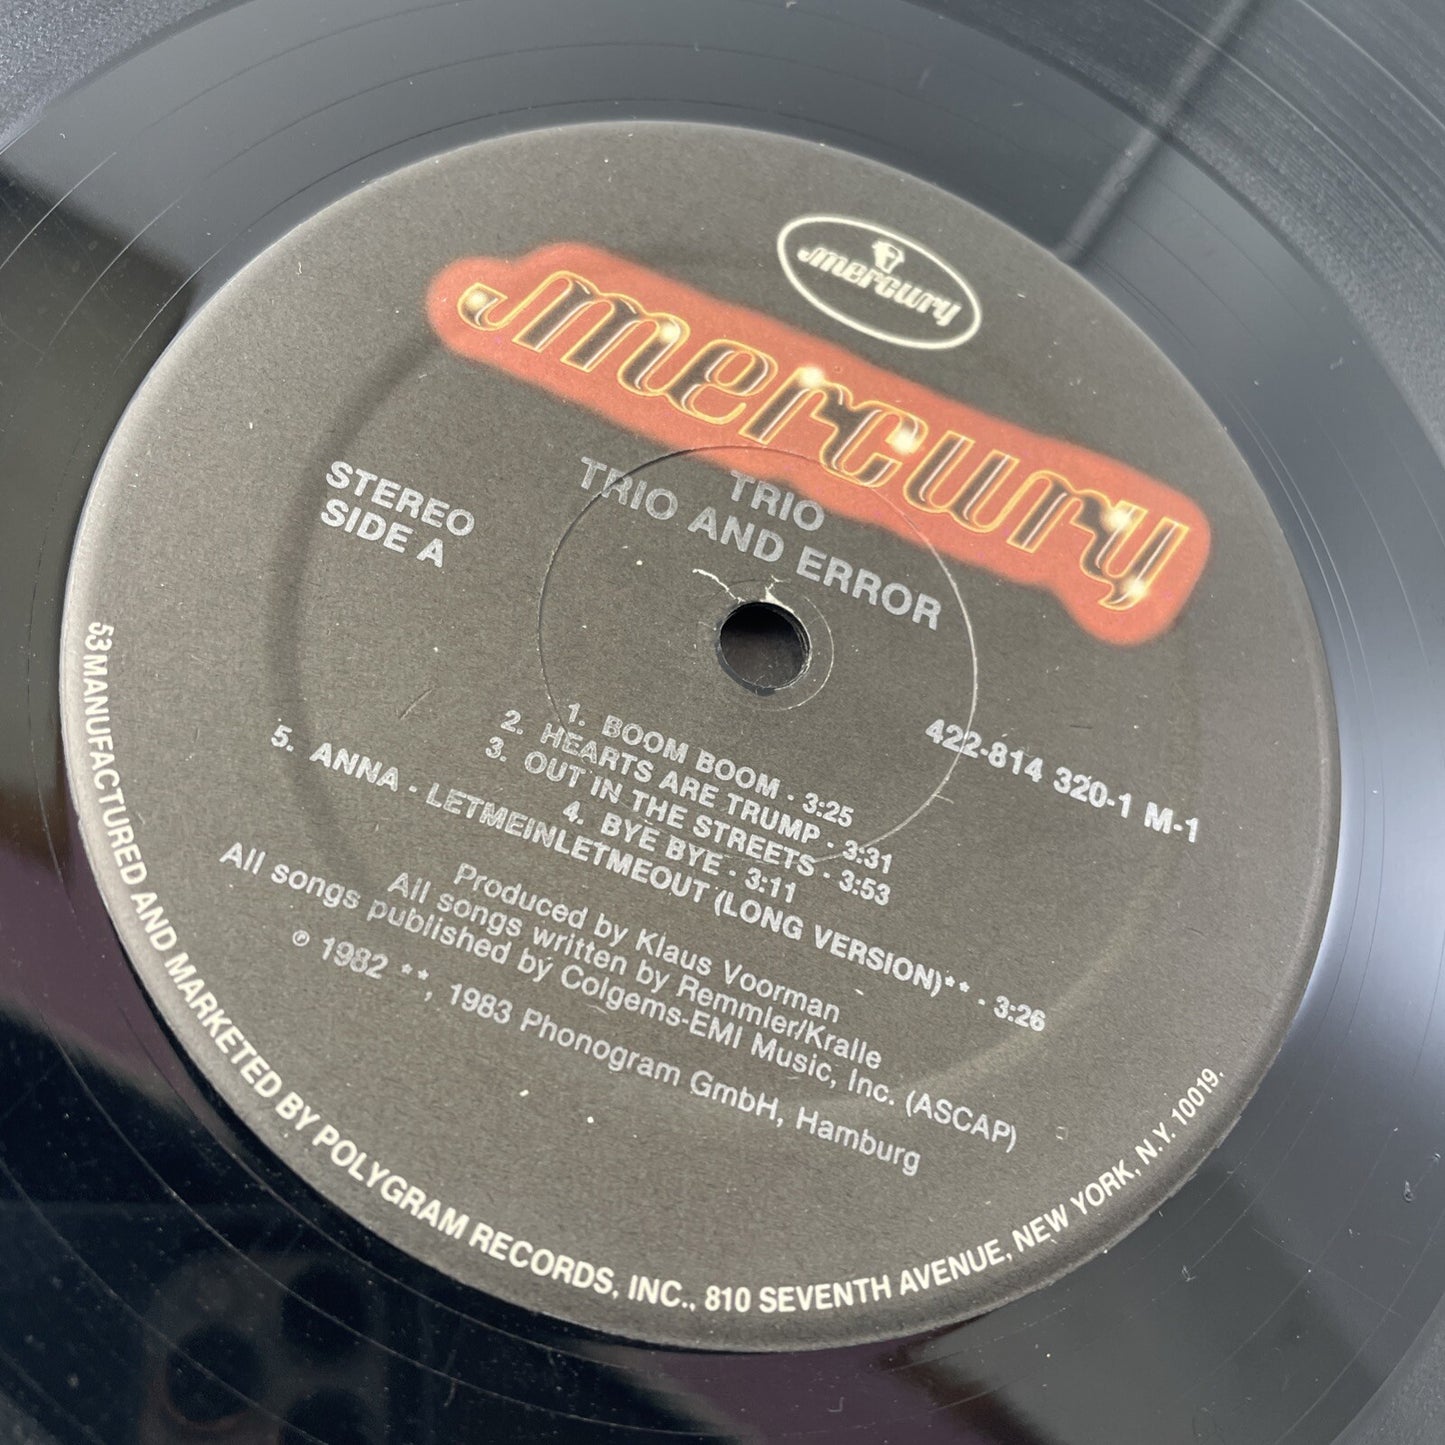 mercury
mercury
TRIO
TRIO AND ERROR
STEREO
SIDE A
422-814 320-1 M-1
1. BOOM BOOM - 3:25
2. HEARTS ARE TRUMP - 3:31
3. OUT IN THE STREETS - 3:53
4. BYE BYE - 3:11
5. ANNA - LETMEINLETMEOUT (LONG VERSION)** - 3:26
Produced by Klaus Voorman
All songs written by Remmler/Kralle
All songs published by Colgems-EMI Music, Inc. (ASCAP)
℗ 1982 **, 1983 Phonogram GmbH, Hamburg
53 MANUFACTURED AND MARKETED BY POLYGRAM RECORDS, INC., 810 SEVENTH AVENUE, NEW YORK, N.Y. 10019.